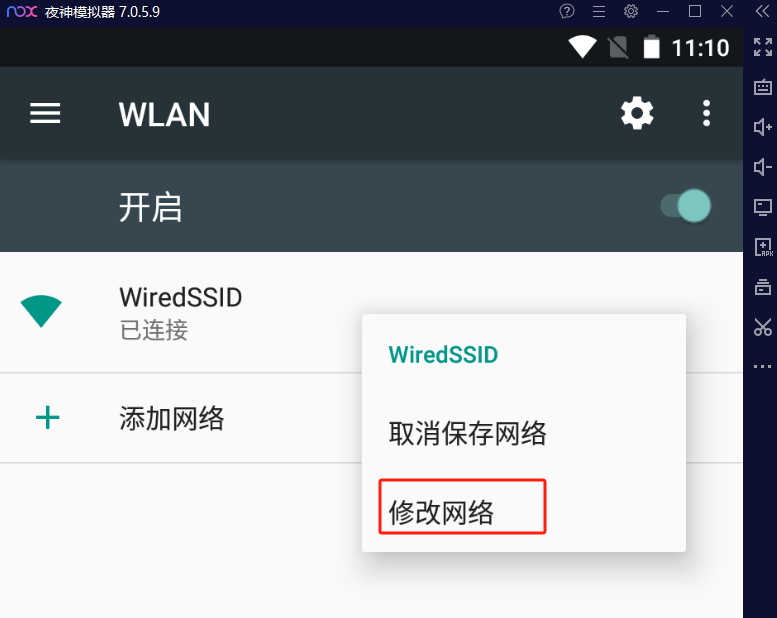 nox 夜神模拟器 7.0.5.9
11:10
WLAN
开启
WiredSSID
已连接
添加网络
WiredSSID
取消保存网络
修改网络
APK